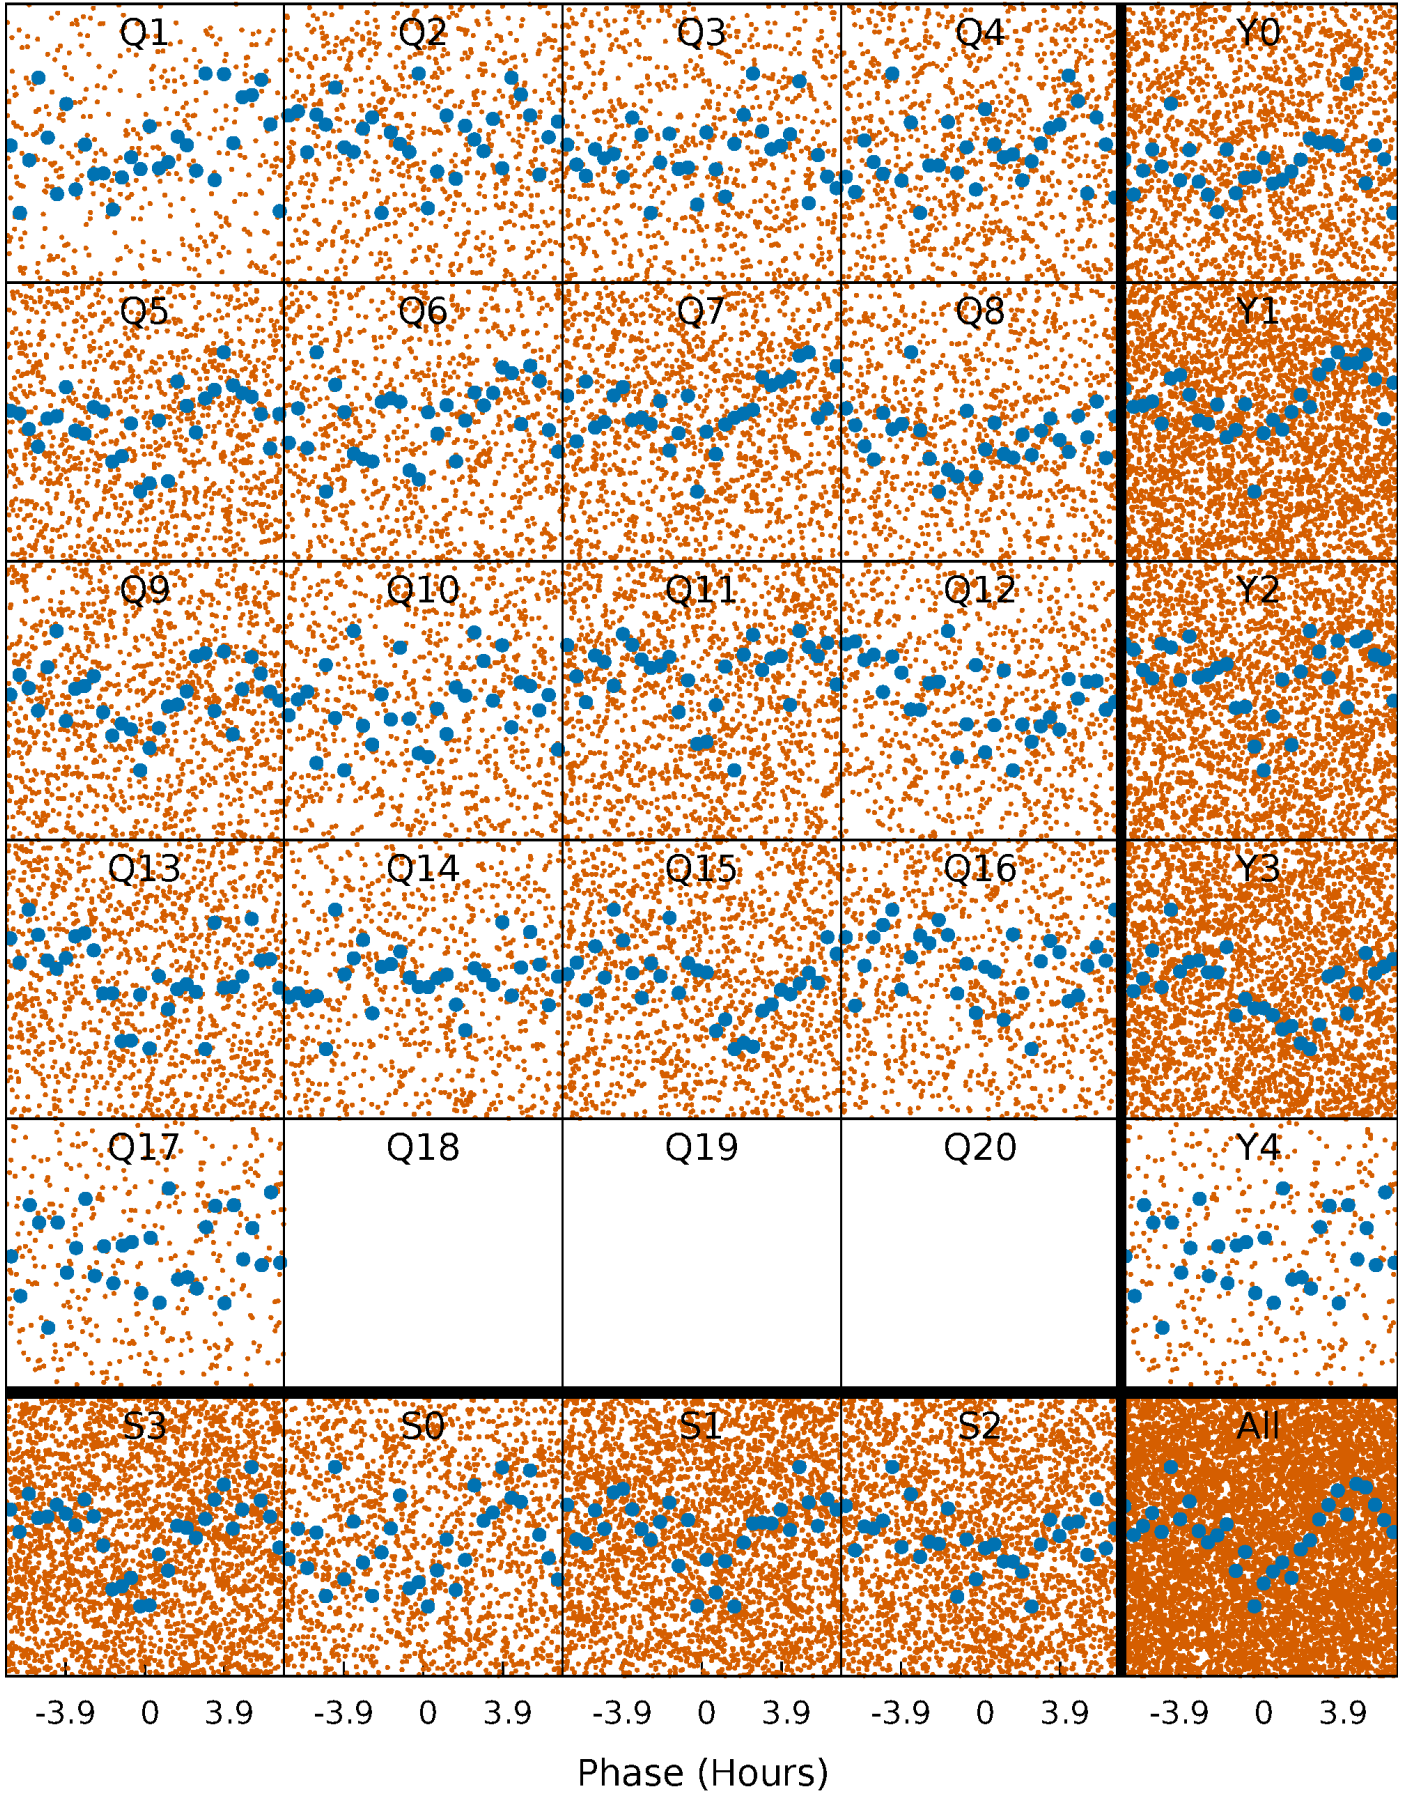 Q1 Q2 Q3 Q4 Y0
Q5 Q6 Q7 Q8 Y1
Q9 Q10 Q11 Q12 Y2
Q13 Q14 Q15 Q16 Y3
Q17 Q18 Q19 Q20 Y4
S3 S0 S1 S2 All
-3.9 0 3.9 -3.9 0 3.9 -3.9 0 3.9 -3.9 0 3.9 -3.9 0 3.9
Phase (Hours)